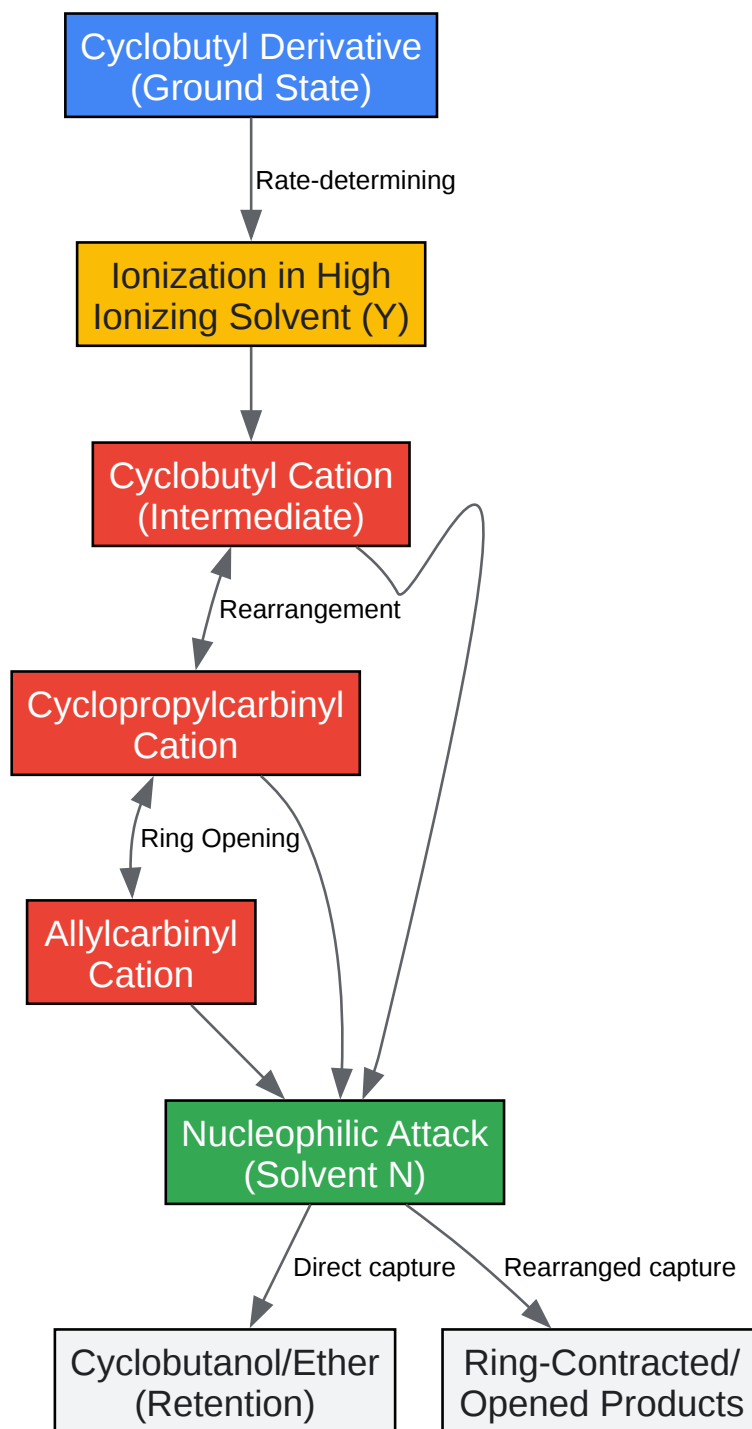 Cyclobutyl Derivative
(Ground State)
Rate-determining
Ionization in High
Ionizing Solvent (Y)
Cyclobutyl Cation
(Intermediate)
Rearrangement
Cyclopropylcarbinyl
Cation
Ring Opening
Allylcarbinyl
Cation
Nucleophilic Attack
(Solvent N)
Direct capture
Rearranged capture
Cyclobutanol/Ether
(Retention)
Ring-Contracted/
Opened Products